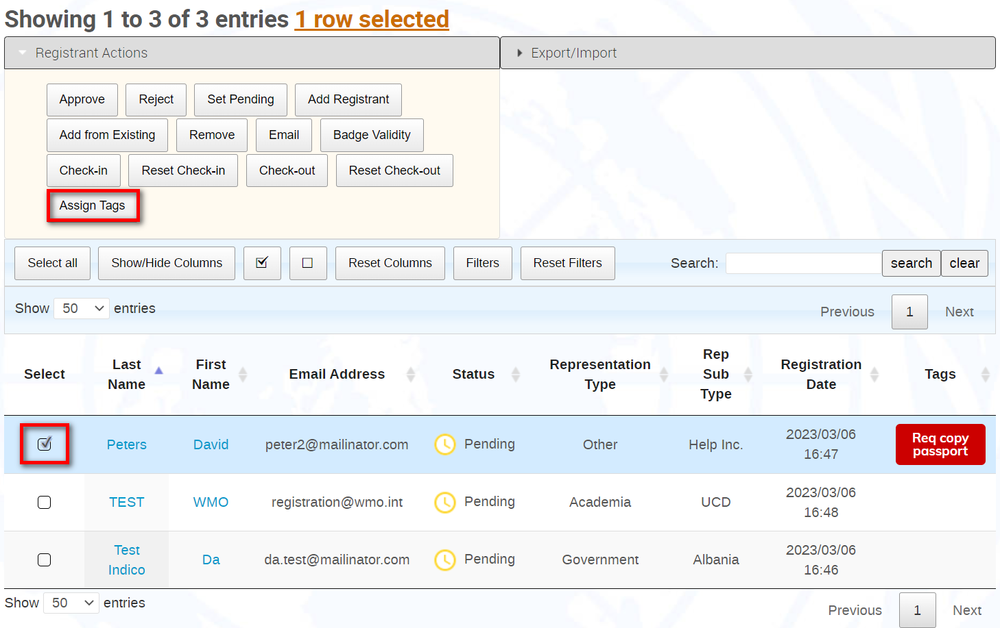 Showing 1 to 3 of 3 entries 1 row selected
Registrant Actions
Export/Import
Approve Reject Set Pending Add Registrant
Add from Existing Remove Email Badge Validity
Check-in Reset Check-in Check-out Reset Check-out
Assign Tags
Select all Show/Hide Columns Reset Columns Filters Reset Filters Search: search clear
Show 50 entries Previous 1 Next
Select Last Name First Name Email Address Status Representation Type Rep Sub Type Registration Date Tags
Peters David peter2@mailinator.com Pending Other Help Inc. 2023/03/06 16:47 Req copy passport
TEST WMO registration@wmo.int Pending Academia UCD 2023/03/06 16:48
Test Indico Da da.test@mailinator.com Pending Government Albania 2023/03/06 16:46
Show 50 entries Previous 1 Next